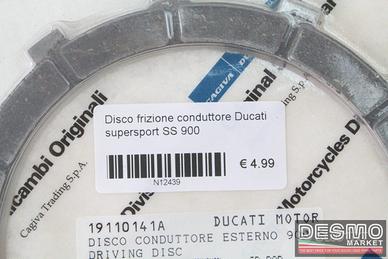 CAGIVA
Disco frizione conduttore Ducati
supersport SS 900
N12439
€ 4.99
Ricambi Originali
Cagiva Trading S.p.A.
Motorcycles
19110141A
DUCATI MOTOR
DISCO CONDUTTORE ESTERNO
DRIVING DISC
DESMO
MARKET